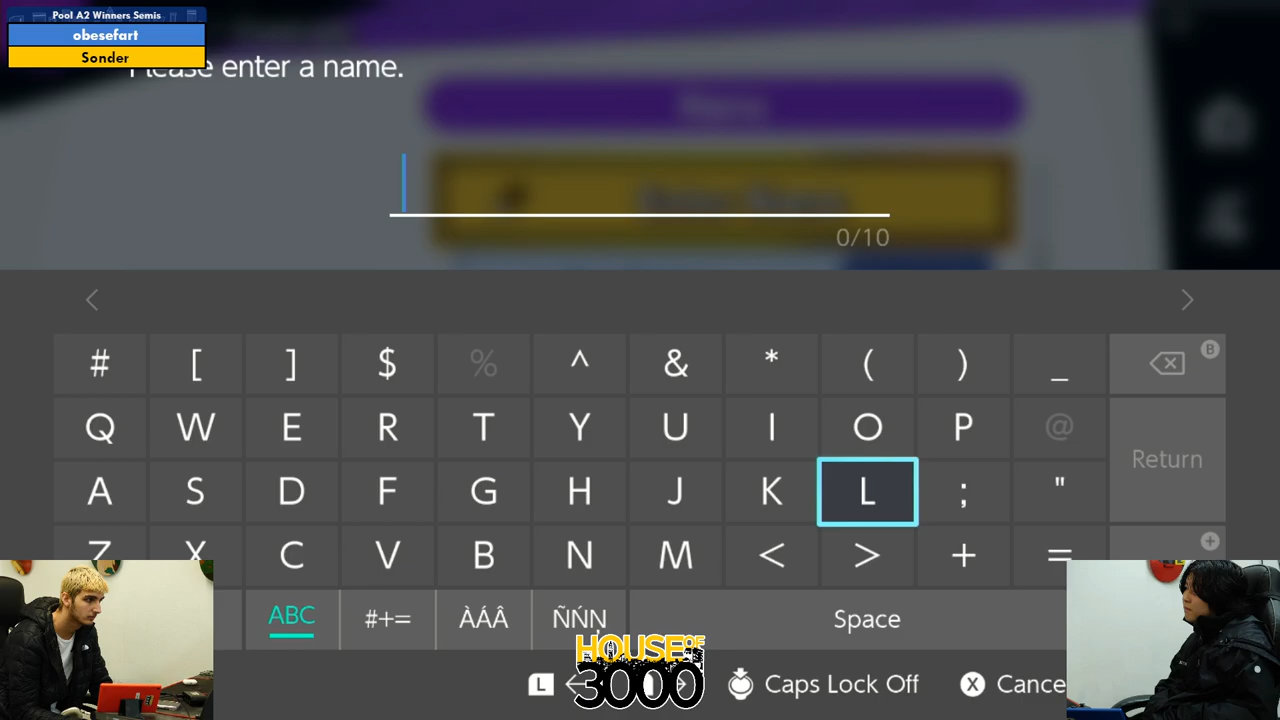 Pool A2 Winners Semis
obesefart
Sonder
Please enter a name.
0/10
# [ ] $ % ^ & * ( ) _ B
Q W E R T Y U I O P @
Return
A S D F G H J K L ; "
Z X C V B N M < > + = +
ABC #+= ÀÁÂ ÑŃŅ Space
HOUSE OF
3000
L Caps Lock Off X Cance